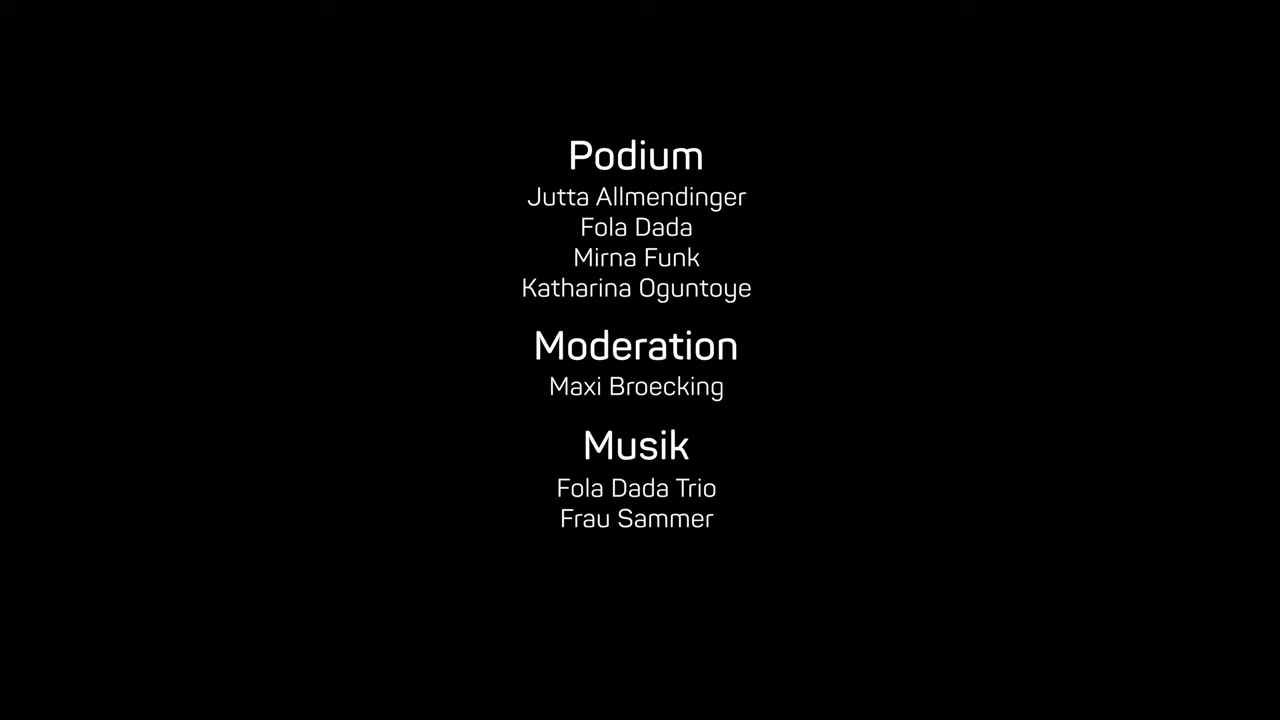 Podium
Jutta Allmendinger
Fola Dada
Mirna Funk
Katharina Oguntoye
Moderation
Maxi Broecking
Musik
Fola Dada Trio
Frau Sammer